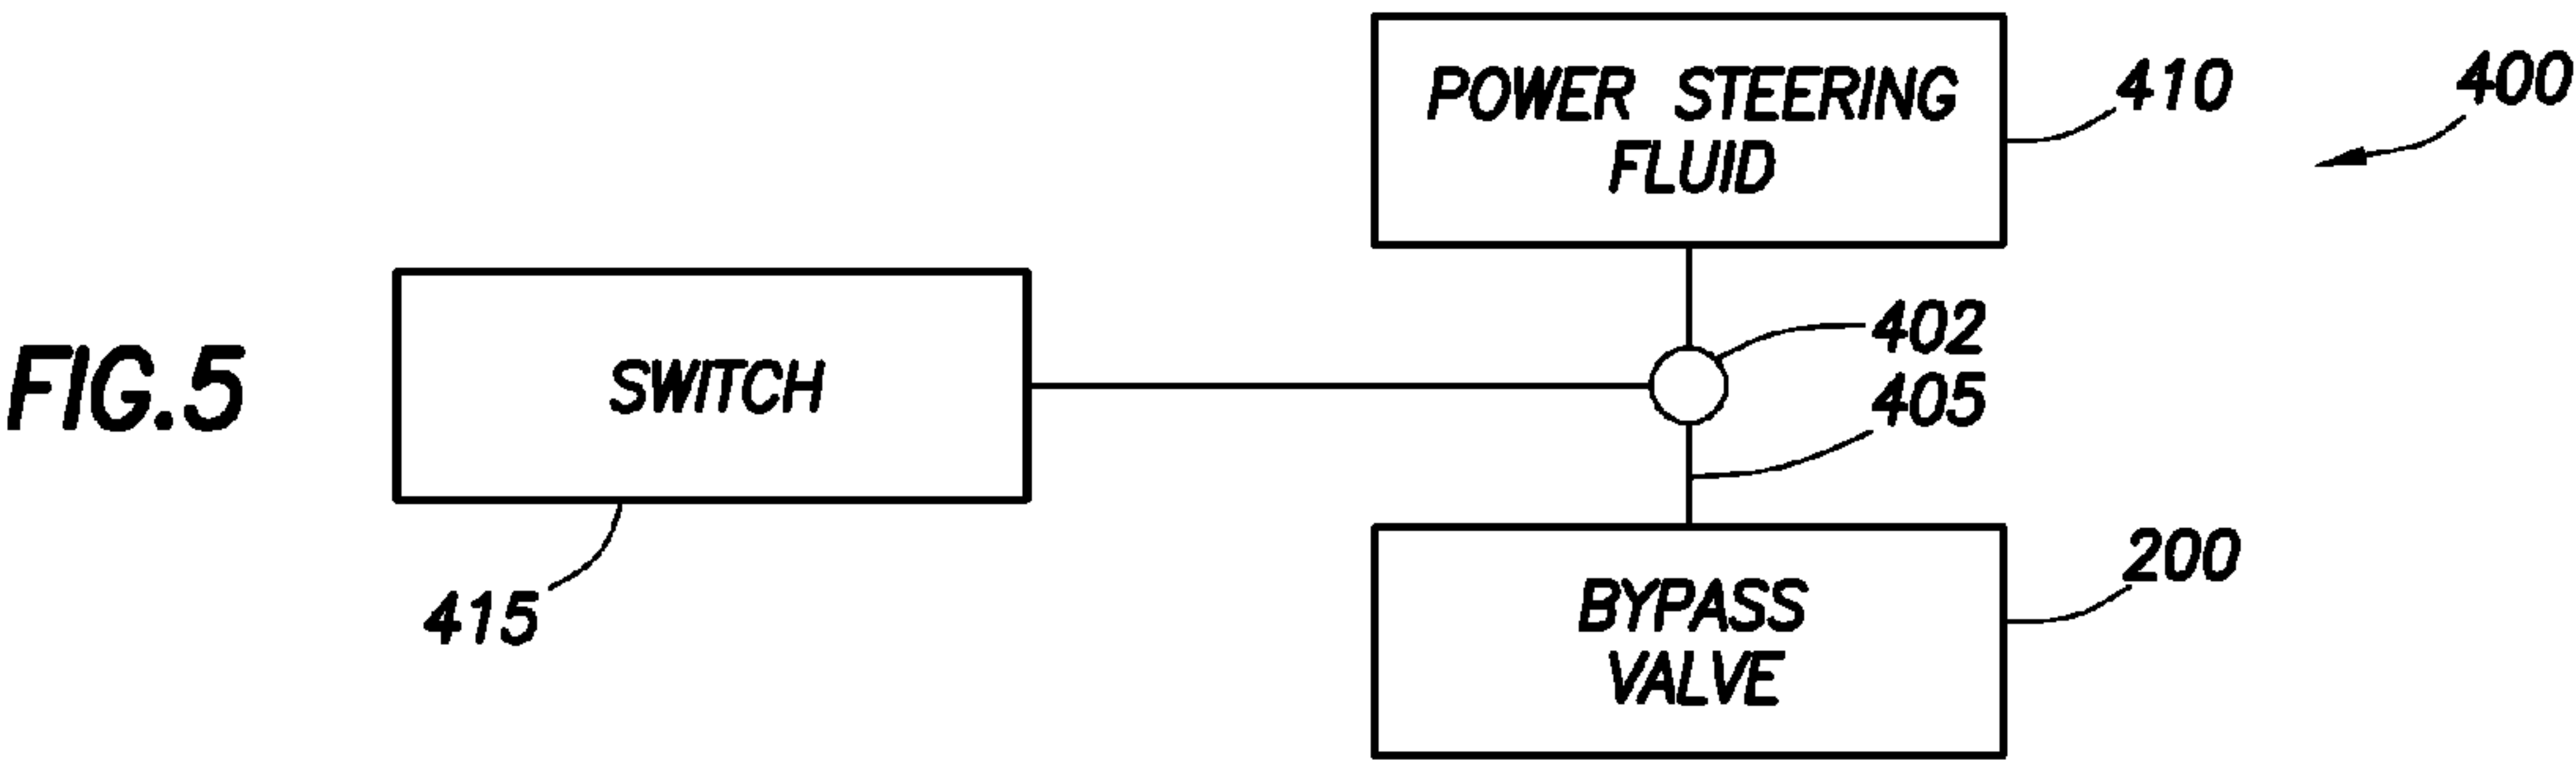 POWER STEERING
FLUID
410
400
402
405
FIG.5
SWITCH
415
BYPASS
VALVE
200